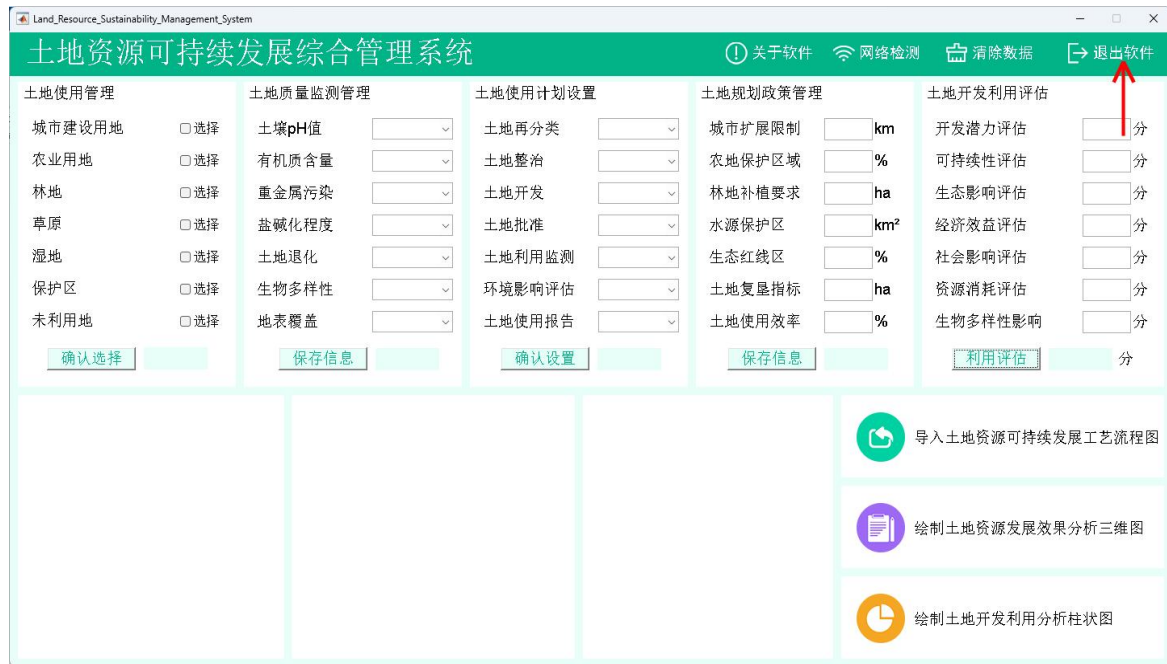 Land_Resource_Sustainability_Management_System
土地资源可持续发展综合管理系统
关于软件 网络检测 清除数据 退出软件
土地使用管理 土地质量监测管理 土地使用计划设置 土地规划政策管理 土地开发利用评估
城市建设用地 选择 土壤pH值 土地再分类 城市扩展限制 km 开发潜力评估 分
农业用地 选择 有机质含量 土地整治 农地保护区域 % 可持续性评估 分
林地 选择 重金属污染 土地开发 林地补植要求 ha 生态影响评估 分
草原 选择 盐碱化程度 土地批准 水源保护区 km² 经济效益评估 分
湿地 选择 土地退化 土地利用监测 生态红线区 % 社会影响评估 分
保护区 选择 生物多样性 环境影响评估 土地复垦指标 ha 资源消耗评估 分
未利用地 选择 地表覆盖 土地使用报告 土地使用效率 % 生物多样性影响 分
确认选择 保存信息 确认设置 保存信息 利用评估 分
导入土地资源可持续发展工艺流程图
绘制土地资源发展效果分析三维图
绘制土地开发利用分析柱状图